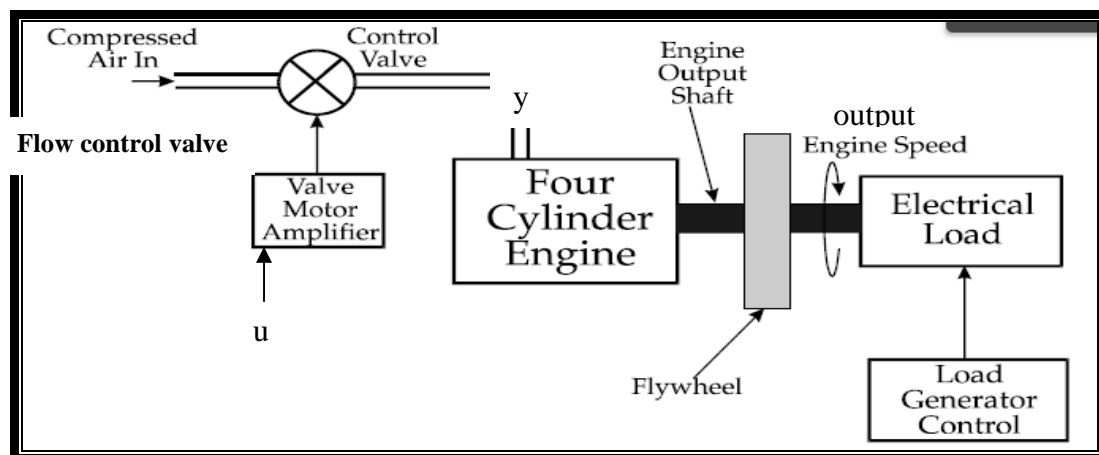 Compressed
Air In
Control
Valve
Flow control valve
Valve
Motor
Amplifier
u
y
Four
Cylinder
Engine
Engine
Output
Shaft
output
Engine Speed
Electrical
Load
Flywheel
Load
Generator
Control